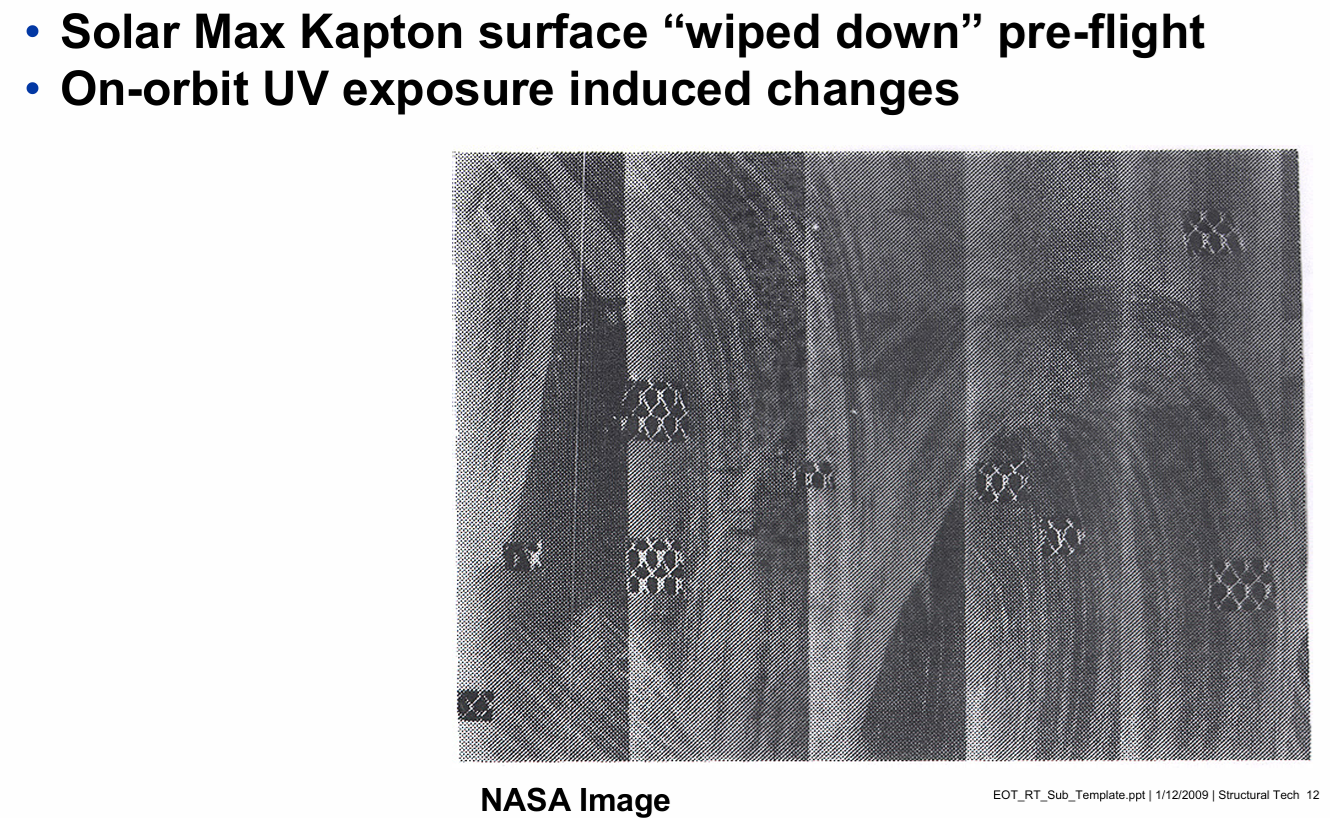 • Solar Max Kapton surface “wiped down” pre-flight
• On-orbit UV exposure induced changes
NASA Image
EOT_RT_Sub_Template.ppt | 1/12/2009 | Structural Tech 12